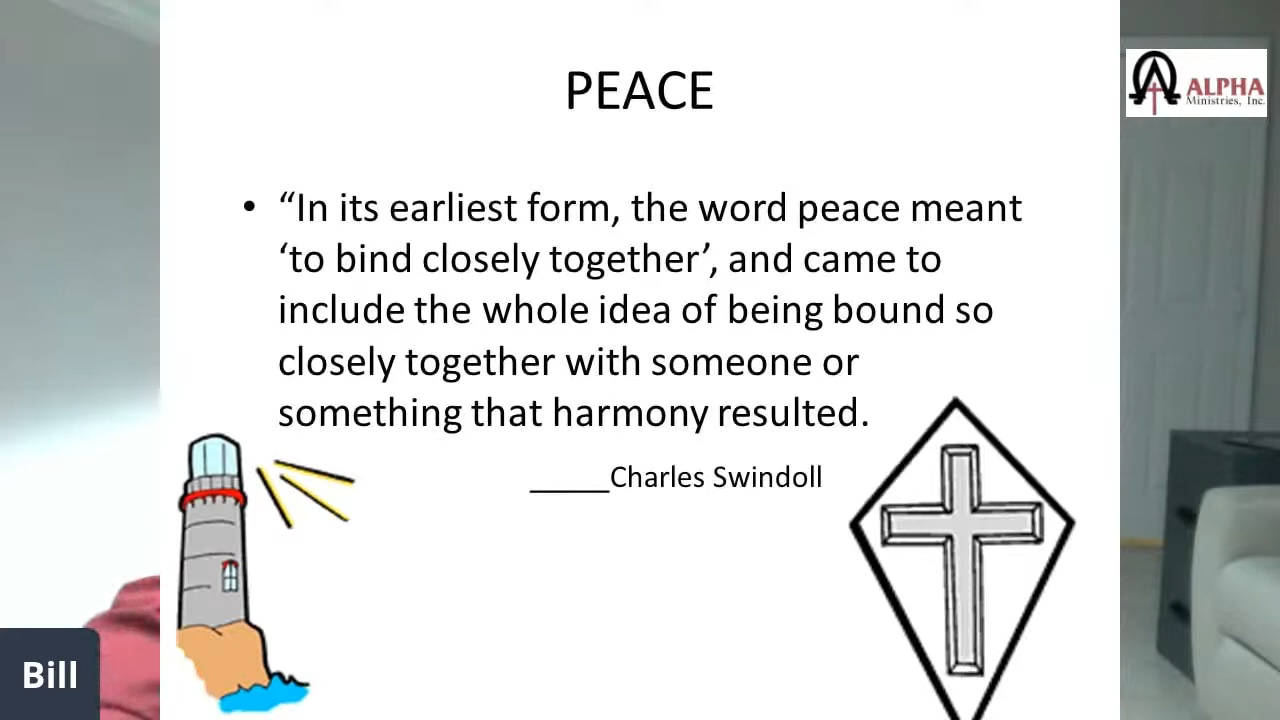 PEACE
ALPHA
Ministries, Inc.
• “In its earliest form, the word peace meant
‘to bind closely together’, and came to
include the whole idea of being bound so
closely together with someone or
something that harmony resulted.
_____Charles Swindoll
Bill